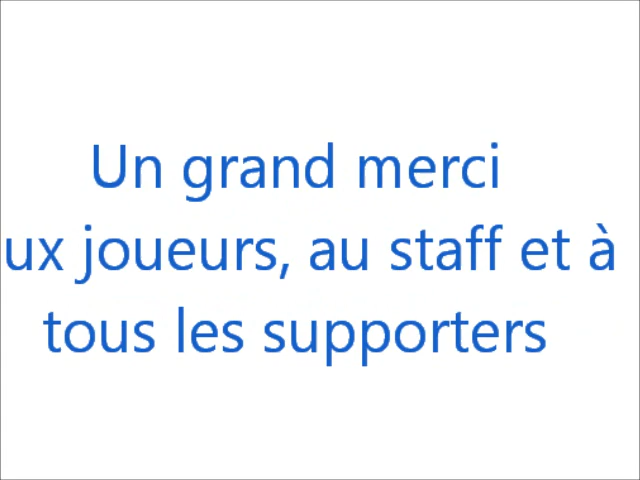 Un grand merci
ux joueurs, au staff et à
tous les supporters